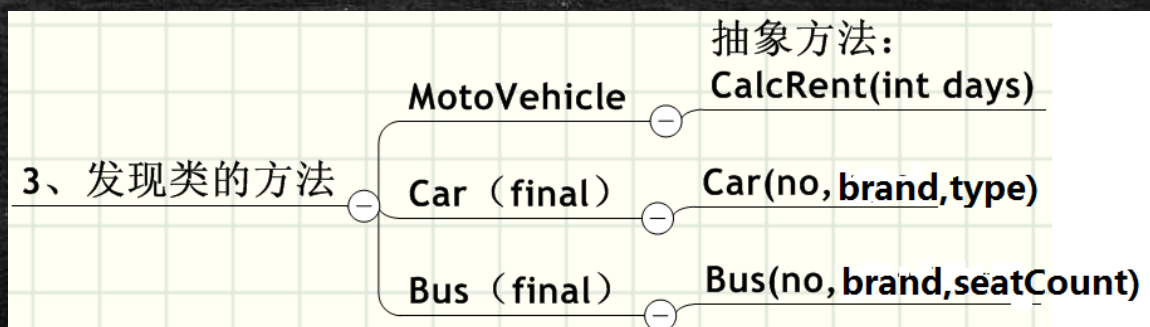 抽象方法：
MotoVehicle
CalcRent(int days)
3、发现类的方法
Car（final）
Car(no,brand,type)
Bus（final）
Bus(no,brand,seatCount)